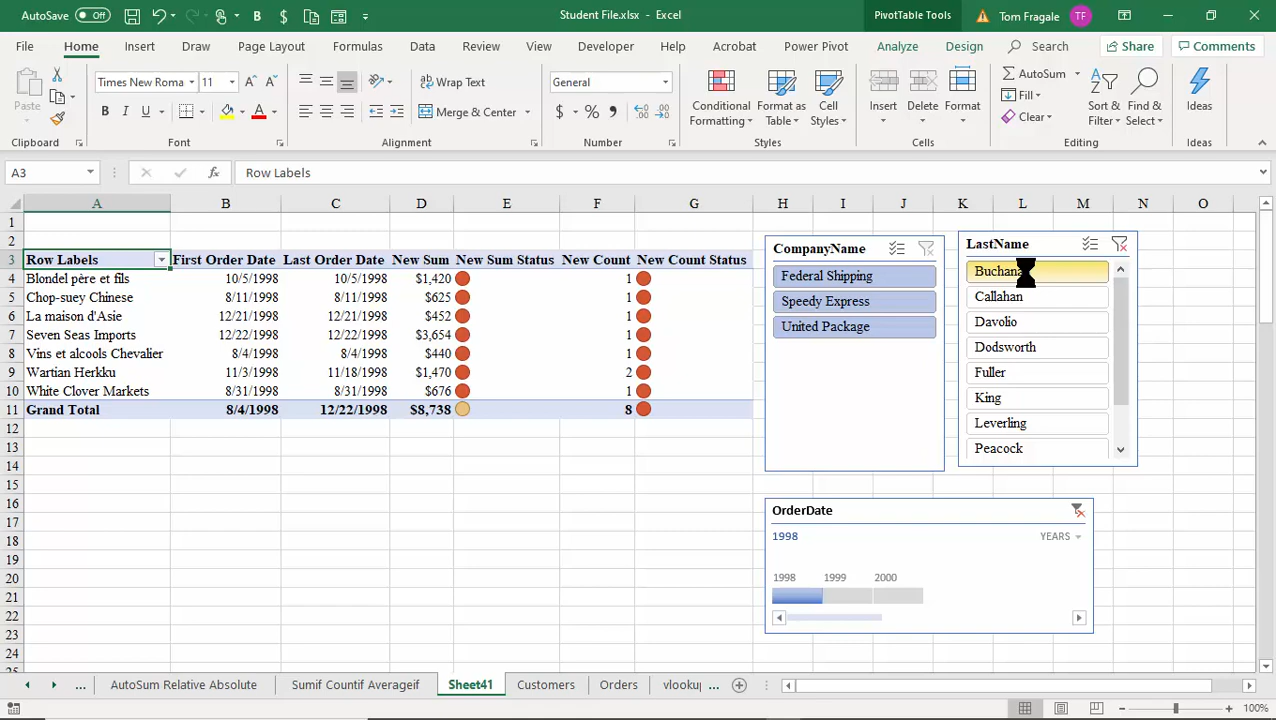 AutoSave Off Student File.xlsx - Excel PivotTable Tools Tom Fragale TF
File Home Insert Draw Page Layout Formulas Data Review View Developer Help Acrobat Power Pivot Analyze Design Search Share Comments
Times New Roma 11 Wrap Text General AutoSum
Paste Conditional Formatting Format as Table Cell Styles Insert Delete Format Fill Sort & Filter Find & Select Ideas
B I U Merge & Center $ % Clear
Clipboard Font Alignment Number Styles Cells Editing Ideas
A3 fx Row Labels
A B C D E F G H I J K L M N O
1
2
3 Row Labels First Order Date Last Order Date New Sum New Sum Status New Count New Count Status
4 Blondel père et fils 10/5/1998 10/5/1998 $1,420 1
5 Chop-suey Chinese 8/11/1998 8/11/1998 $625 1
6 La maison d'Asie 12/21/1998 12/21/1998 $452 1
7 Seven Seas Imports 12/22/1998 12/22/1998 $3,654 1
8 Vins et alcools Chevalier 8/4/1998 8/4/1998 $440 1
9 Wartian Herkku 11/3/1998 11/18/1998 $1,470 2
10 White Clover Markets 8/31/1998 8/31/1998 $676 1
11 Grand Total 8/4/1998 12/22/1998 $8,738 8
12
13
14
15
16
17
18
19
20
21
22
23
24
CompanyName
Federal Shipping
Speedy Express
United Package
LastName
Buchana
Callahan
Davolio
Dodsworth
Fuller
King
Leverling
Peacock
OrderDate
1998 YEARS
1998 1999 2000
... AutoSum Relative Absolute Sumif Countif Averageif Sheet41 Customers Orders vlooku ...
100%